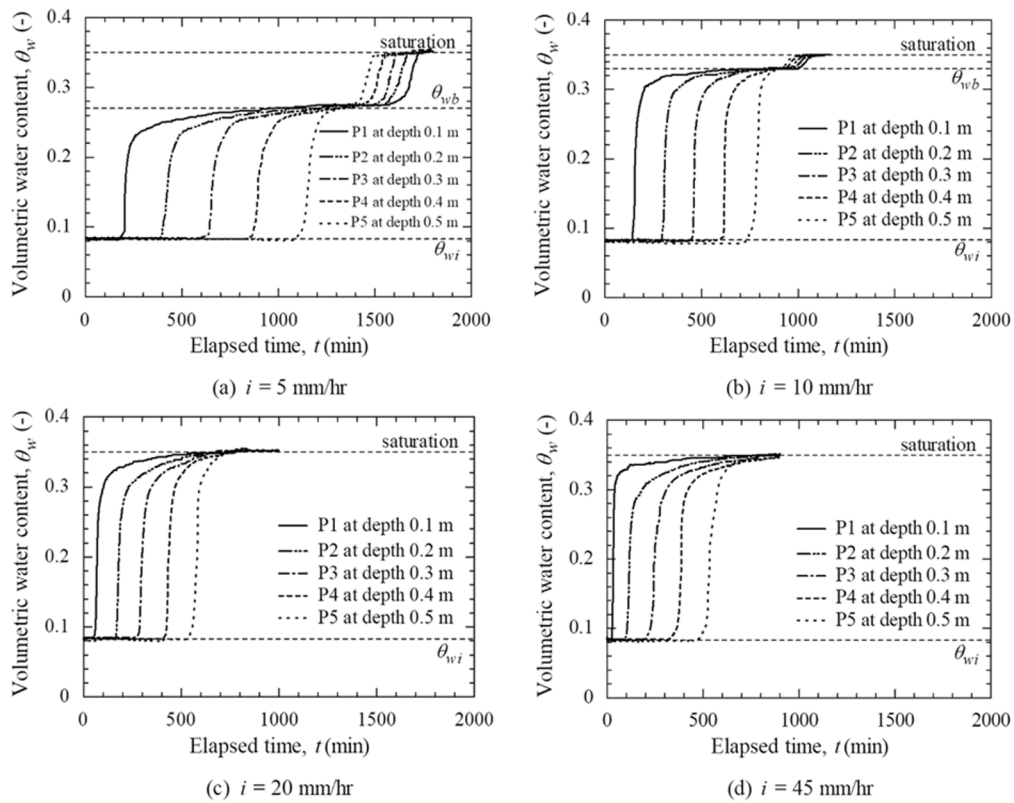 Volumetric water content, θw (-)
0.4
0.3
0.2
0.1
0
saturation
θwb
P1 at depth 0.1 m
P2 at depth 0.2 m
P3 at depth 0.3 m
P4 at depth 0.4 m
P5 at depth 0.5 m
θwi
0 500 1000 1500 2000
Elapsed time, t (min)
(a) i = 5 mm/hr
Volumetric water content, θw (-)
0.4
0.3
0.2
0.1
0
saturation
θwb
P1 at depth 0.1 m
P2 at depth 0.2 m
P3 at depth 0.3 m
P4 at depth 0.4 m
P5 at depth 0.5 m
θwi
0 500 1000 1500 2000
Elapsed time, t (min)
(b) i = 10 mm/hr
Volumetric water content, θw (-)
0.4
0.3
0.2
0.1
0
saturation
P1 at depth 0.1 m
P2 at depth 0.2 m
P3 at depth 0.3 m
P4 at depth 0.4 m
P5 at depth 0.5 m
θwi
0 500 1000 1500 2000
Elapsed time, t (min)
(c) i = 20 mm/hr
Volumetric water content, θw (-)
0.4
0.3
0.2
0.1
0
saturation
P1 at depth 0.1 m
P2 at depth 0.2 m
P3 at depth 0.3 m
P4 at depth 0.4 m
P5 at depth 0.5 m
θwi
0 500 1000 1500 2000
Elapsed time, t (min)
(d) i = 45 mm/hr